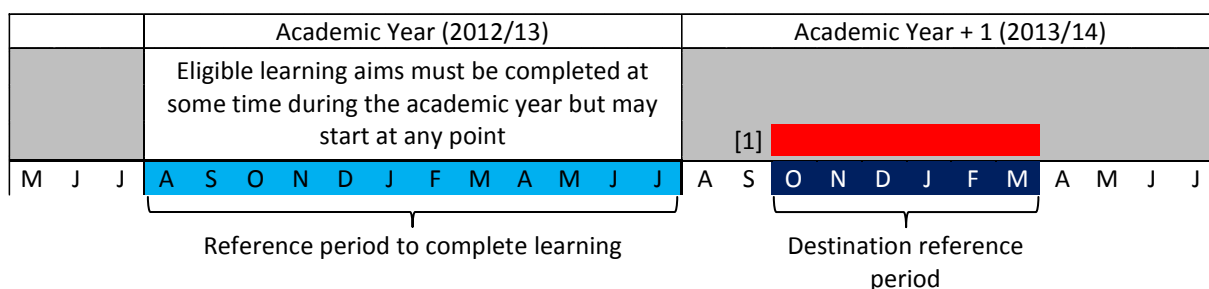 Academic Year (2012/13) Academic Year + 1 (2013/14)
Eligible learning aims must be completed at
some time during the academic year but may
start at any point
[1]
M J J A S O N D J F M A M J J A S O N D J F M A M J J
Reference period to complete learning Destination reference
period